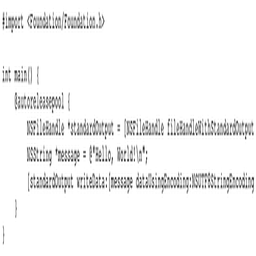 #import <Foundation/Foundation.h>
int main() {
@autoreleasepool {
NSFileHandle *standardOutput = [NSFileHandle fileHandleWithStandardOutput
NSString *message = @"Hello, World!\n";
[standardOutput writeData:[message dataUsingEncoding:NSUTF8StringEncoding
}
}